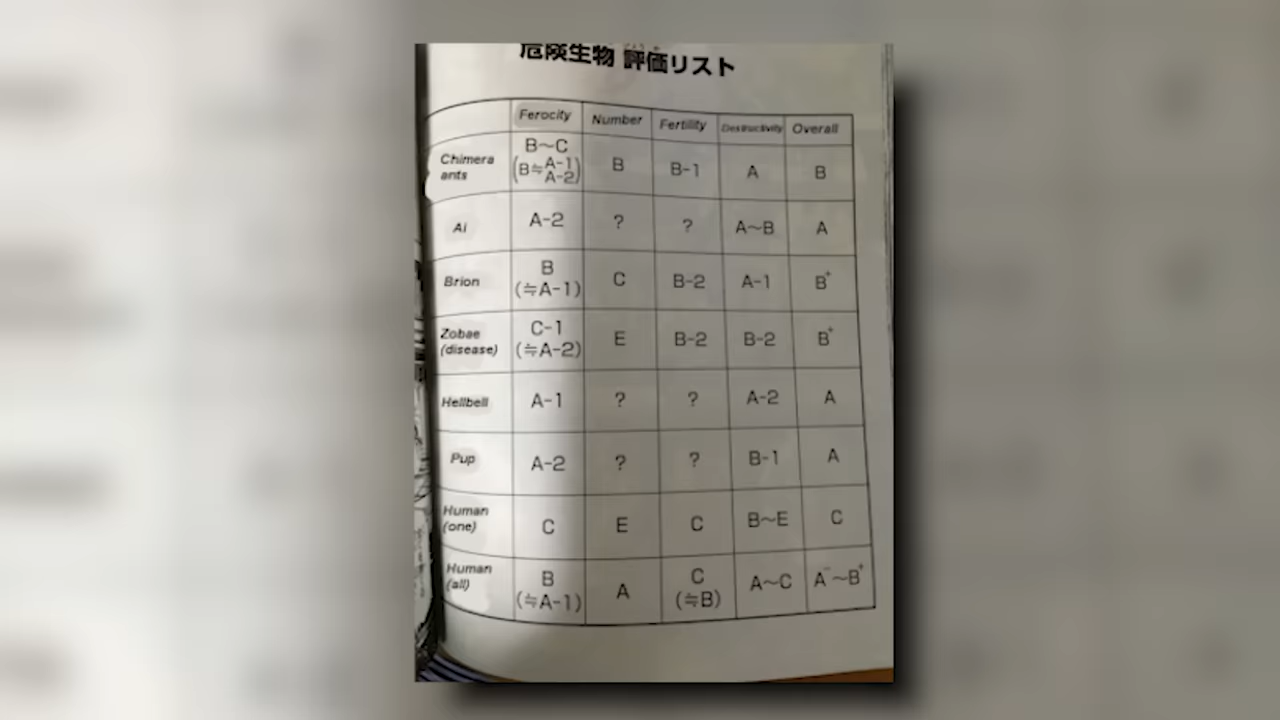 危険生物 評価リスト
Ferocity Number Fertility Destructivity Overall
Chimera ants B～C (B≒A-1 A-2) B B-1 A B
Ai A-2 ? ? A～B A
Brion B (≒A-1) C B-2 A-1 B+
Zobae (disease) C-1 (≒A-2) E B-2 B-2 B+
Hellbell A-1 ? ? A-2 A
Pup A-2 ? ? B-1 A
Human (one) C E C B～E C
Human (all) B (≒A-1) A C (≒B) A～C A-～B+